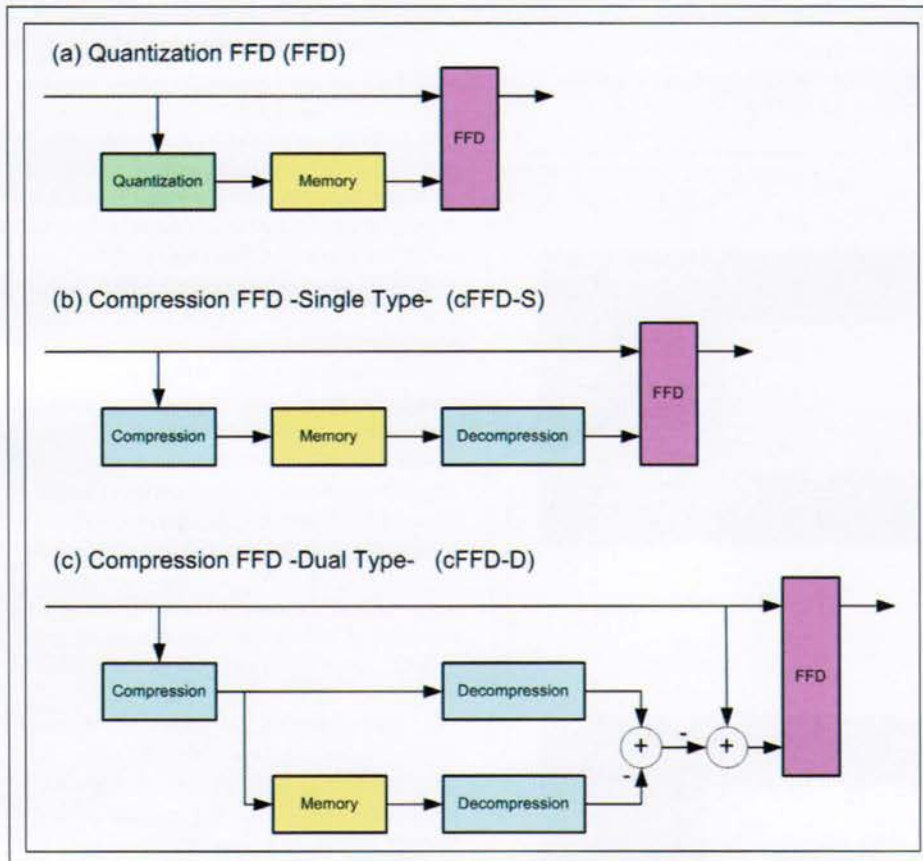 (a) Quantization FFD (FFD)
FFD
Quantization
Memory
(b) Compression FFD -Single Type- (cFFD-S)
FFD
Compression
Memory
Decompression
(c) Compression FFD -Dual Type- (cFFD-D)
FFD
Compression
Decompression
+
-
+
-
Memory
Decompression